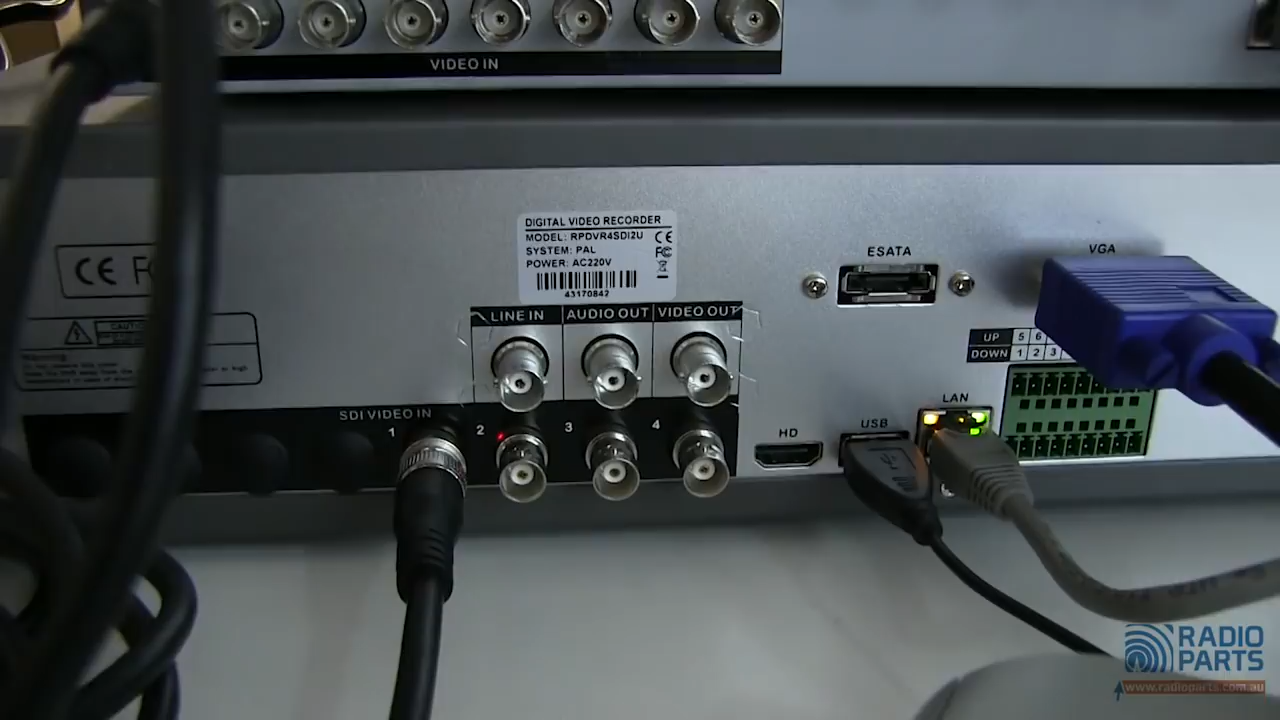 VIDEO IN
DIGITAL VIDEO RECORDER
MODEL: RPDVR4SDI2U
SYSTEM: PAL
POWER: AC220V
43170842
CE FC
CE
ESATA
VGA
LINE IN
AUDIO OUT
VIDEO OUT
UP 5 6
DOWN 1 2 3
Warning:
SDI VIDEO IN
1
2
3
4
HD
USB
LAN
RADIO
PARTS
www.radioparts.com.au